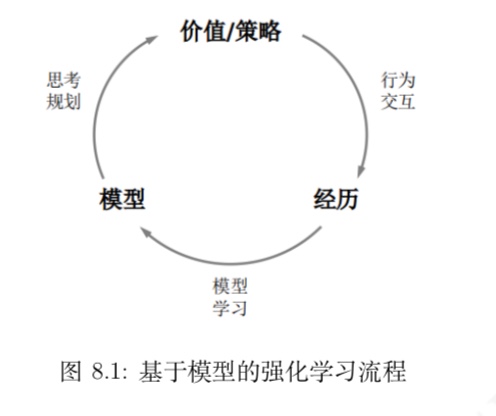 价值/策略
思考
规划
行为
交互
模型
经历
模型
学习
图 8.1: 基于模型的强化学习流程